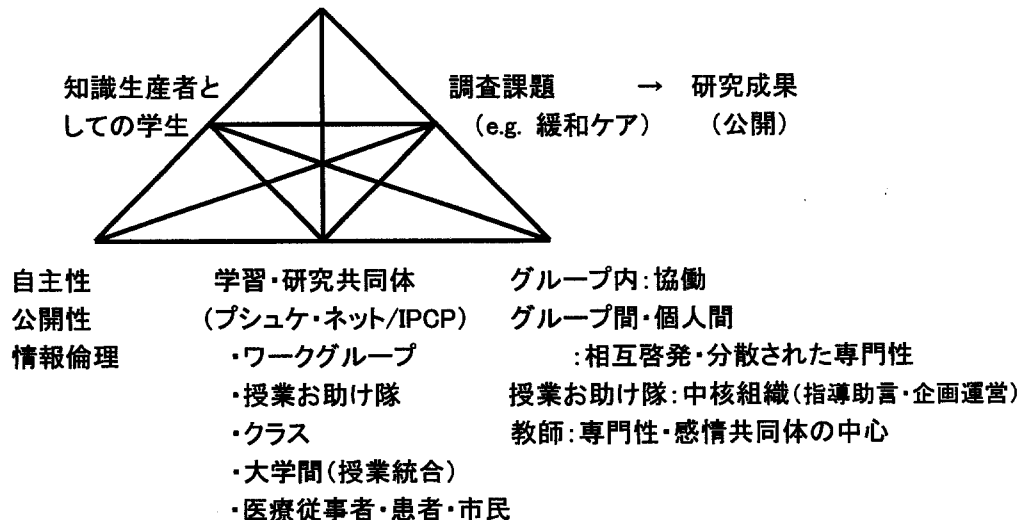 知識生産者と
しての学生
調査課題 → 研究成果
(e.g. 緩和ケア) (公開)
自主性
公開性
情報倫理
学習・研究共同体
(プシュケ・ネット/IPCP)
・ワークグループ
・授業お助け隊
・クラス
・大学間(授業統合)
・医療従事者・患者・市民
グループ内:協働
グループ間・個人間
:相互啓発・分散された専門性
授業お助け隊:中核組織(指導助言・企画運営)
教師:専門性・感情共同体の中心